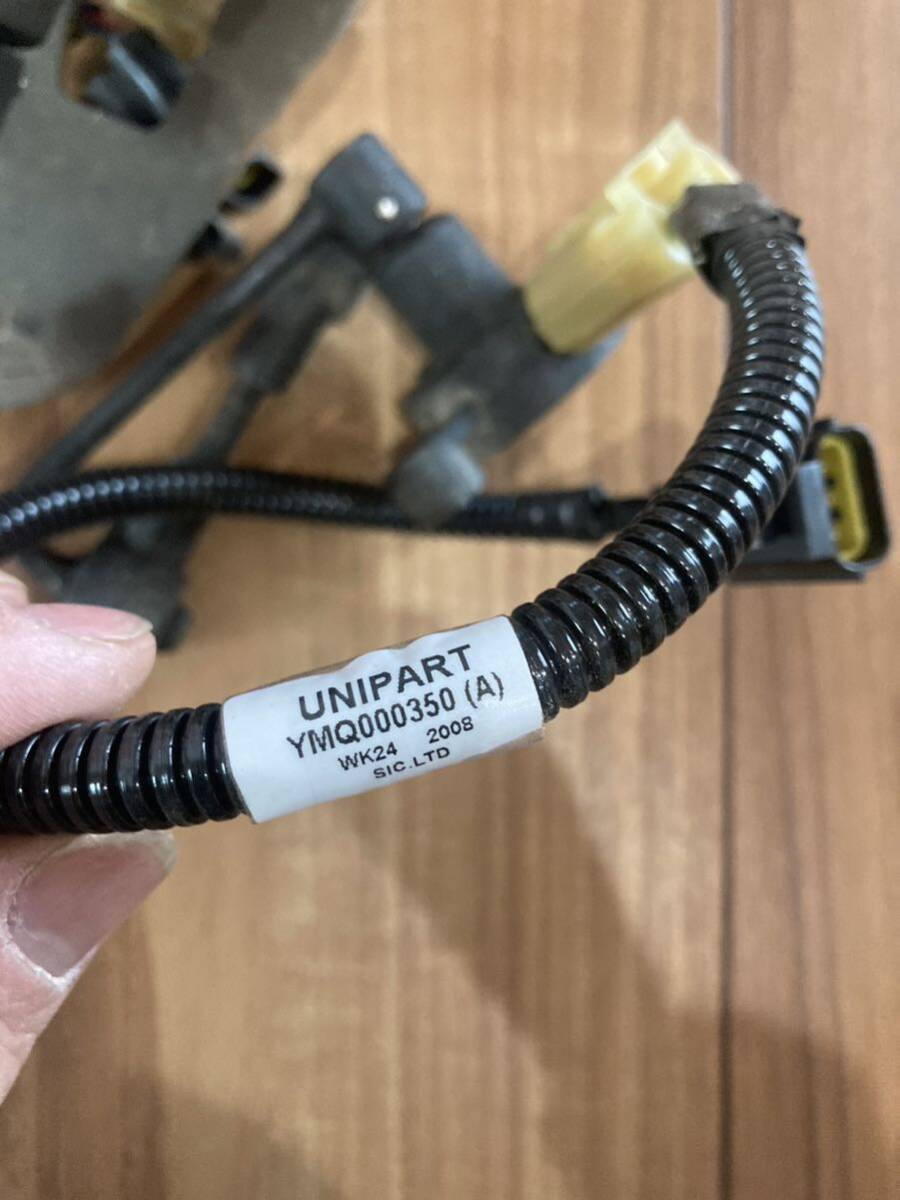 UNIPART
YMQ000350 (A)
WK24 2008
SIC.LTD